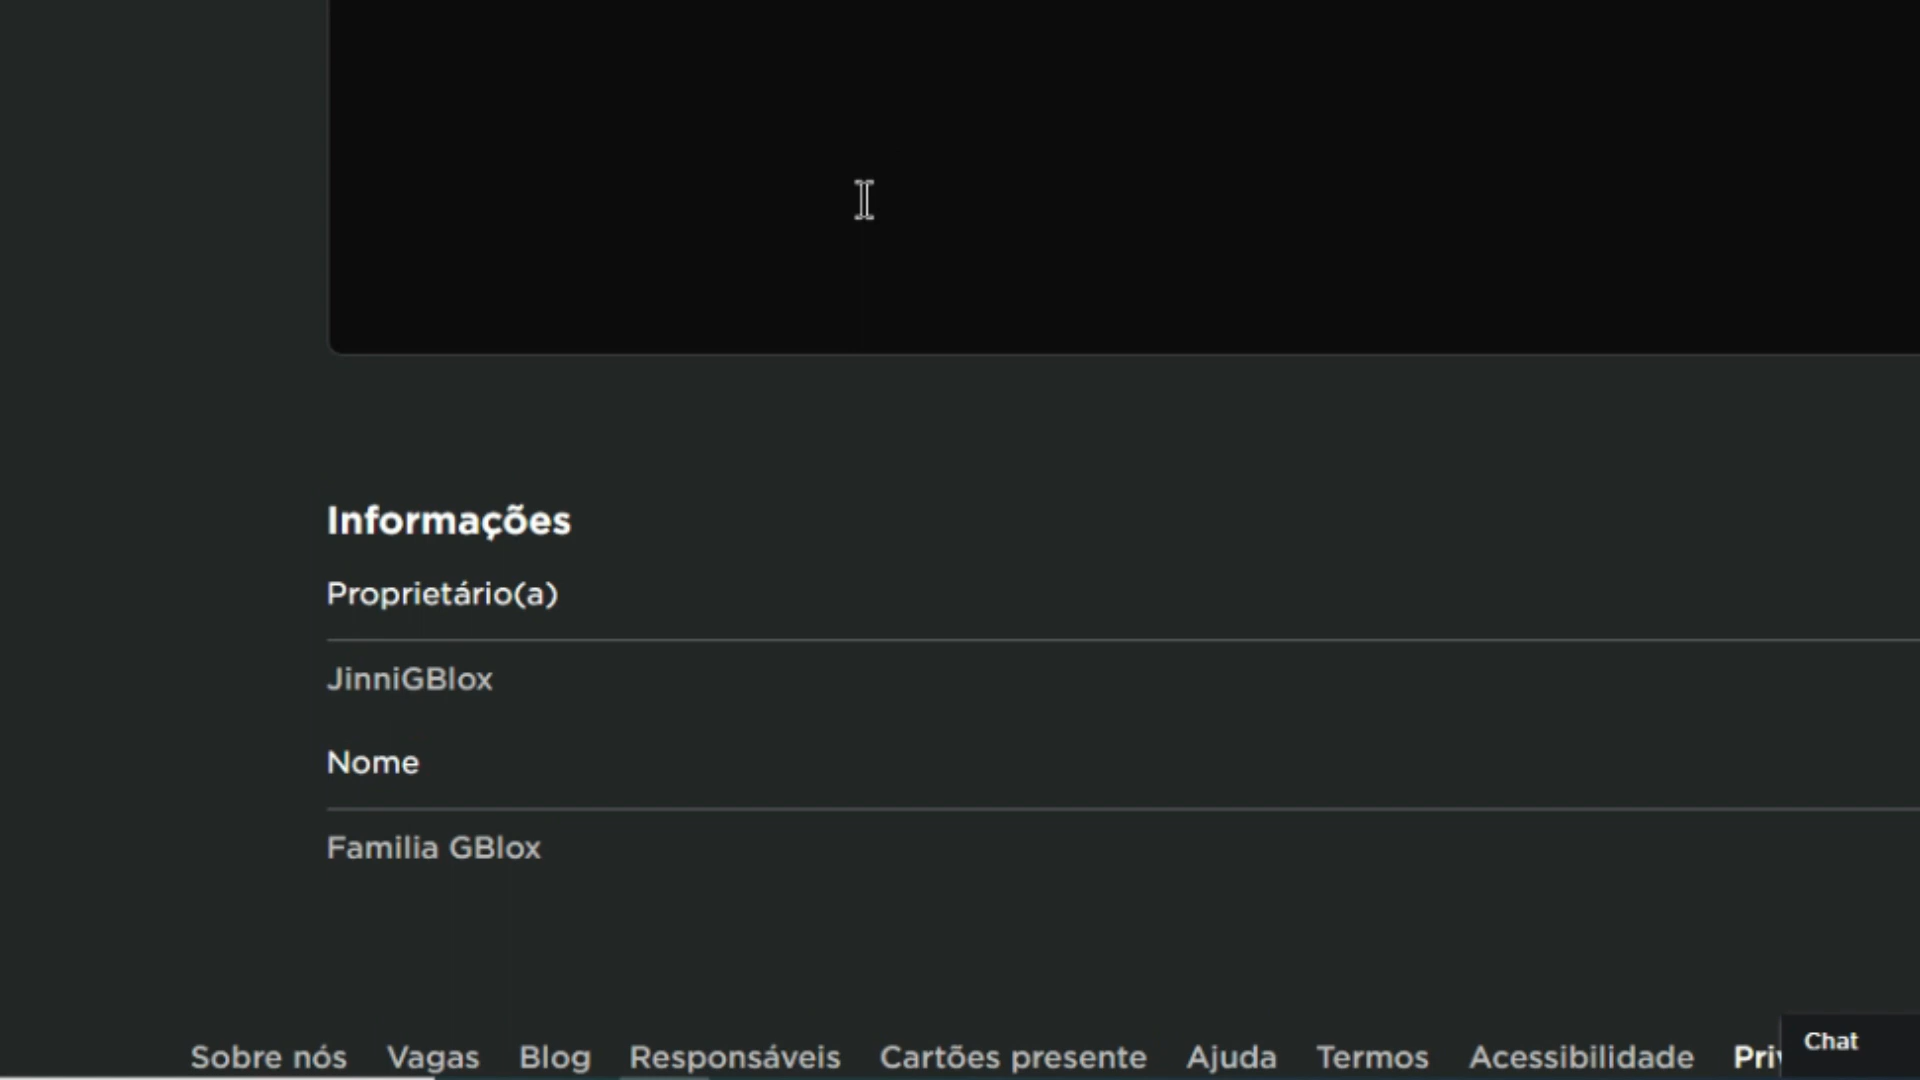 Informações
Proprietário(a)
JinniGBlox
Nome
Familia GBlox
Sobre nós Vagas Blog Responsáveis Cartões presente Ajuda Termos Acessibilidade
Chat